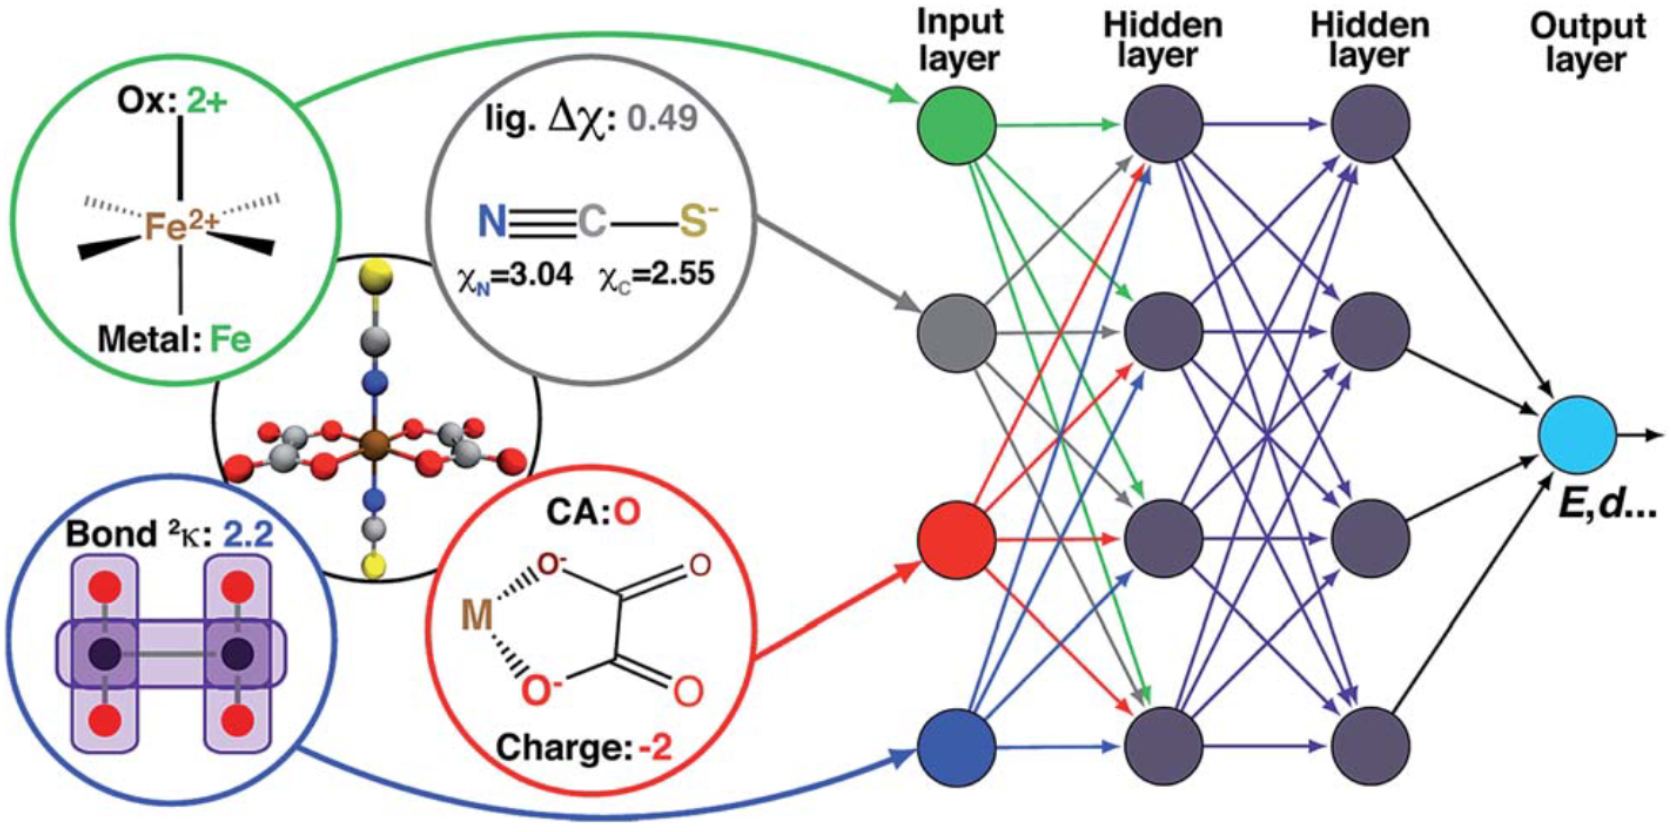 Input
layer
Hidden
layer
Hidden
layer
Output
layer
Ox: 2+
Fe²⁺
Metal: Fe
lig. Δχ: 0.49
N C S⁻
χN=3.04 χC=2.55
Bond ²κ: 2.2
CA:O
O⁻ O
M
O⁻ O
Charge: -2
E,d...